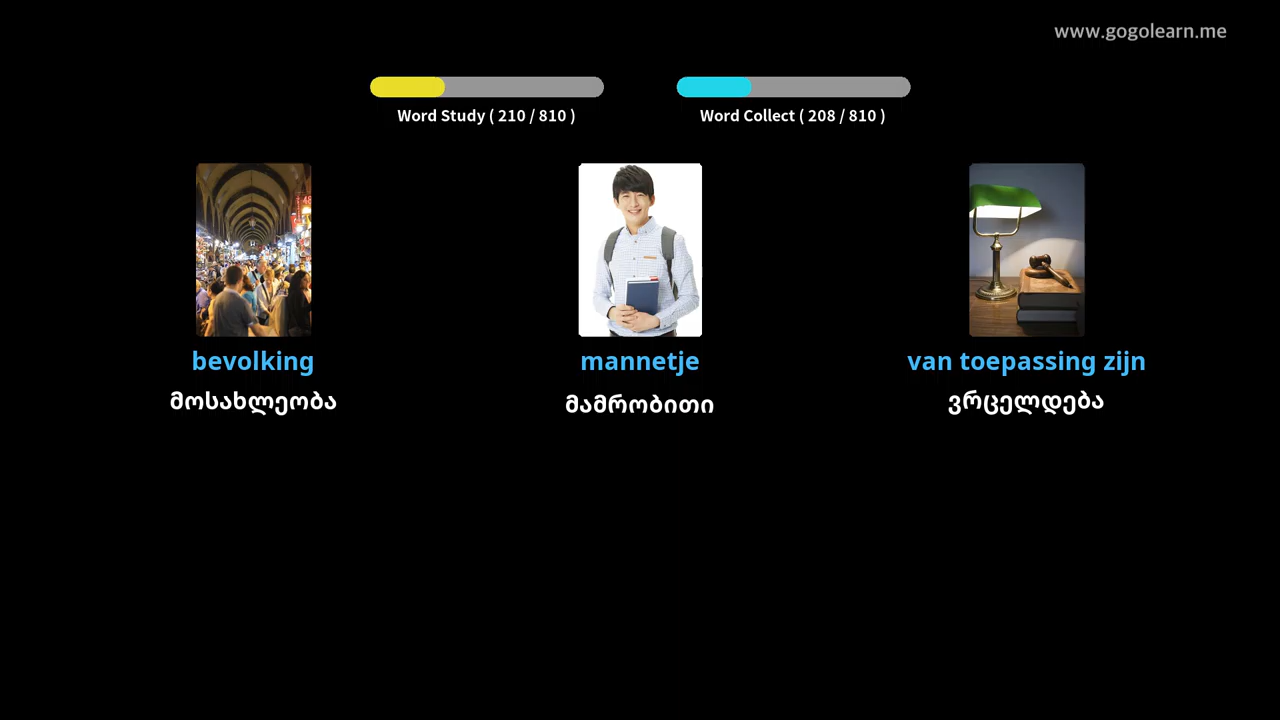 www.gogolearn.me
Word Study ( 210 / 810 )
Word Collect ( 208 / 810 )
bevolking
mannetje
van toepassing zijn
მოსახლეობა
მამრობითი
ვრცელდება